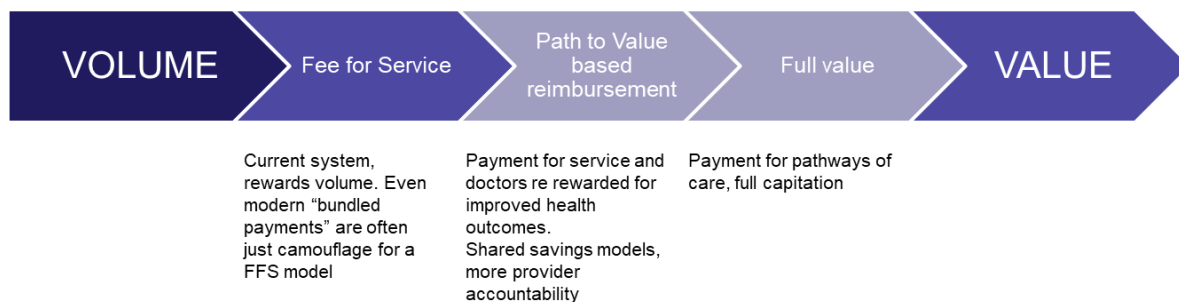 VOLUME
Fee for Service
Path to Value
based
reimbursement
Full value
VALUE
Current system,
rewards volume. Even
modern “bundled
payments” are often
just camouflage for a
FFS model
Payment for service and
doctors re rewarded for
improved health
outcomes.
Shared savings models,
more provider
accountability
Payment for pathways of
care, full capitation